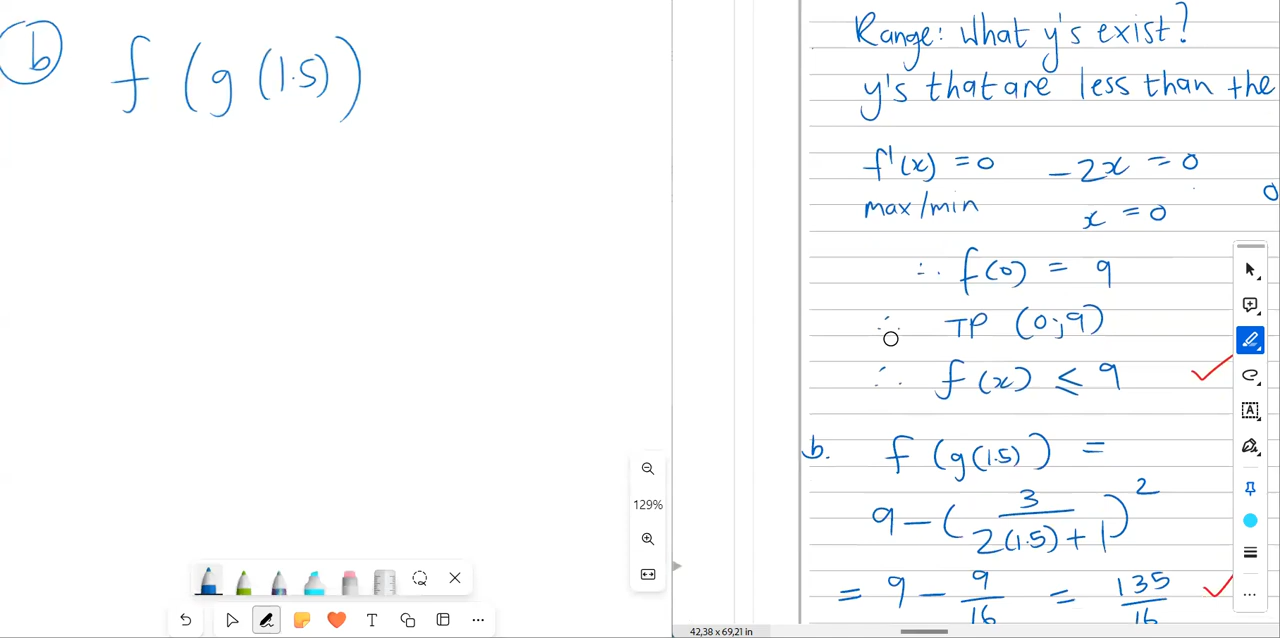 b f (g (1.5))
Range: What y's exist?
y's that are less than the
f'(x) = 0 -2x = 0
0
max/min x = 0
∴ f(0) = 9
∴ TP (0;9)
∴ f(x) ≤ 9
b. f (g(1.5)) =
9 - (3/(2(1.5)+1))²
= 9 - 9/16 = 135/16
129%
42,38 x 69,21 in